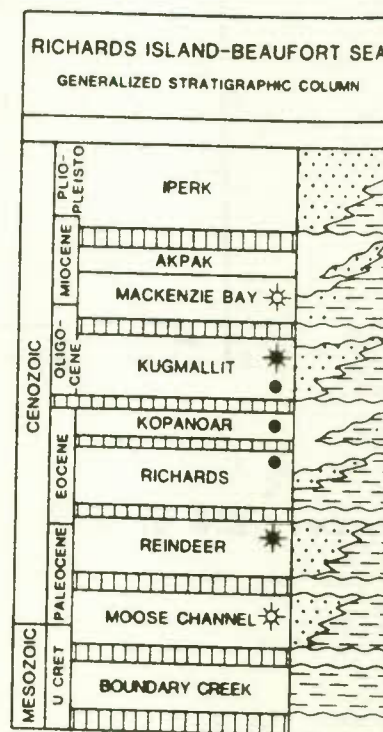 RICHARDS ISLAND-BEAUFORT SEA
GENERALIZED STRATIGRAPHIC COLUMN
CENOZOIC
MESOZOIC
PLIO-
PLEISTO
MIOCENE
OLIGO-
CENE
EOCENE
PALEOCENE
U CRET
IPERK
AKPAK
MACKENZIE BAY
KUGMALLIT
KOPANOAR
RICHARDS
REINDEER
MOOSE CHANNEL
BOUNDARY CREEK